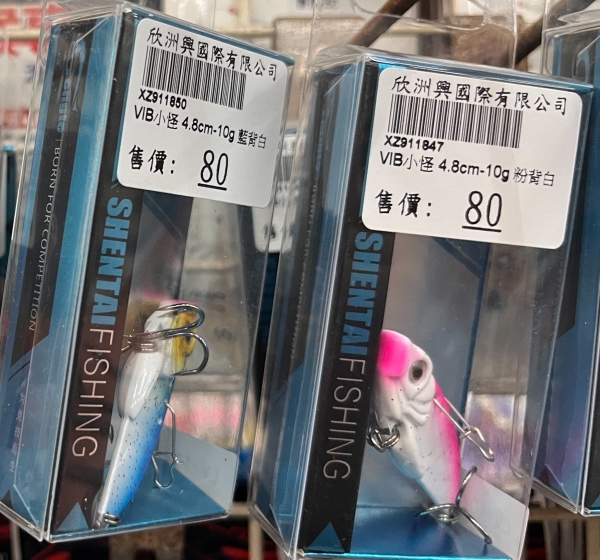 欣洲興國際有限公司
XZ911850
VIB小怪 4.8cm-10g 藍背白
售價: 80
BORN FOR COMPETITION
SHENTAI FISHING
欣洲興國際有限公司
XZ911847
VIB小怪 4.8cm-10g 粉背白
售價: 80
SHENTAI FISHING